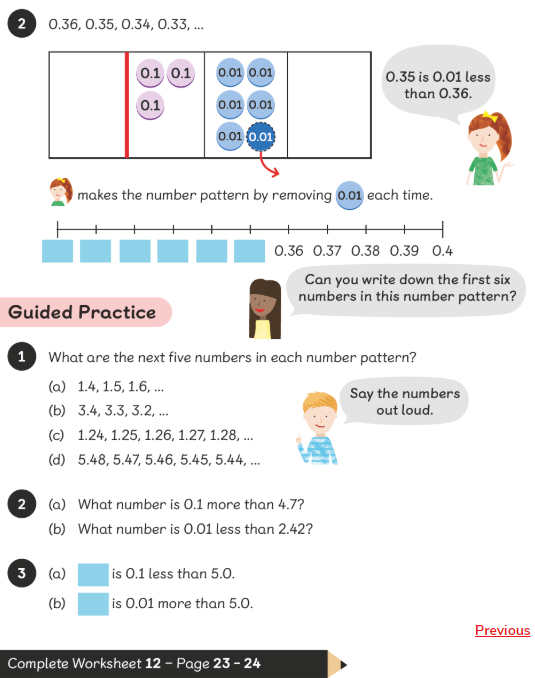 2 0.36, 0.35, 0.34, 0.33, ...
0.1 0.1 0.01 0.01
0.1 0.01 0.01
0.01 0.01
0.35 is 0.01 less
than 0.36.
makes the number pattern by removing 0.01 each time.
0.36 0.37 0.38 0.39 0.4
Can you write down the first six
numbers in this number pattern?
Guided Practice
1 What are the next five numbers in each number pattern?
(a) 1.4, 1.5, 1.6, ...
(b) 3.4, 3.3, 3.2, ...
(c) 1.24, 1.25, 1.26, 1.27, 1.28, ...
(d) 5.48, 5.47, 5.46, 5.45, 5.44, ...
Say the numbers
out loud.
2 (a) What number is 0.1 more than 4.7?
(b) What number is 0.01 less than 2.42?
3 (a) is 0.1 less than 5.0.
(b) is 0.01 more than 5.0.
Previous
Complete Worksheet 12 – Page 23 - 24